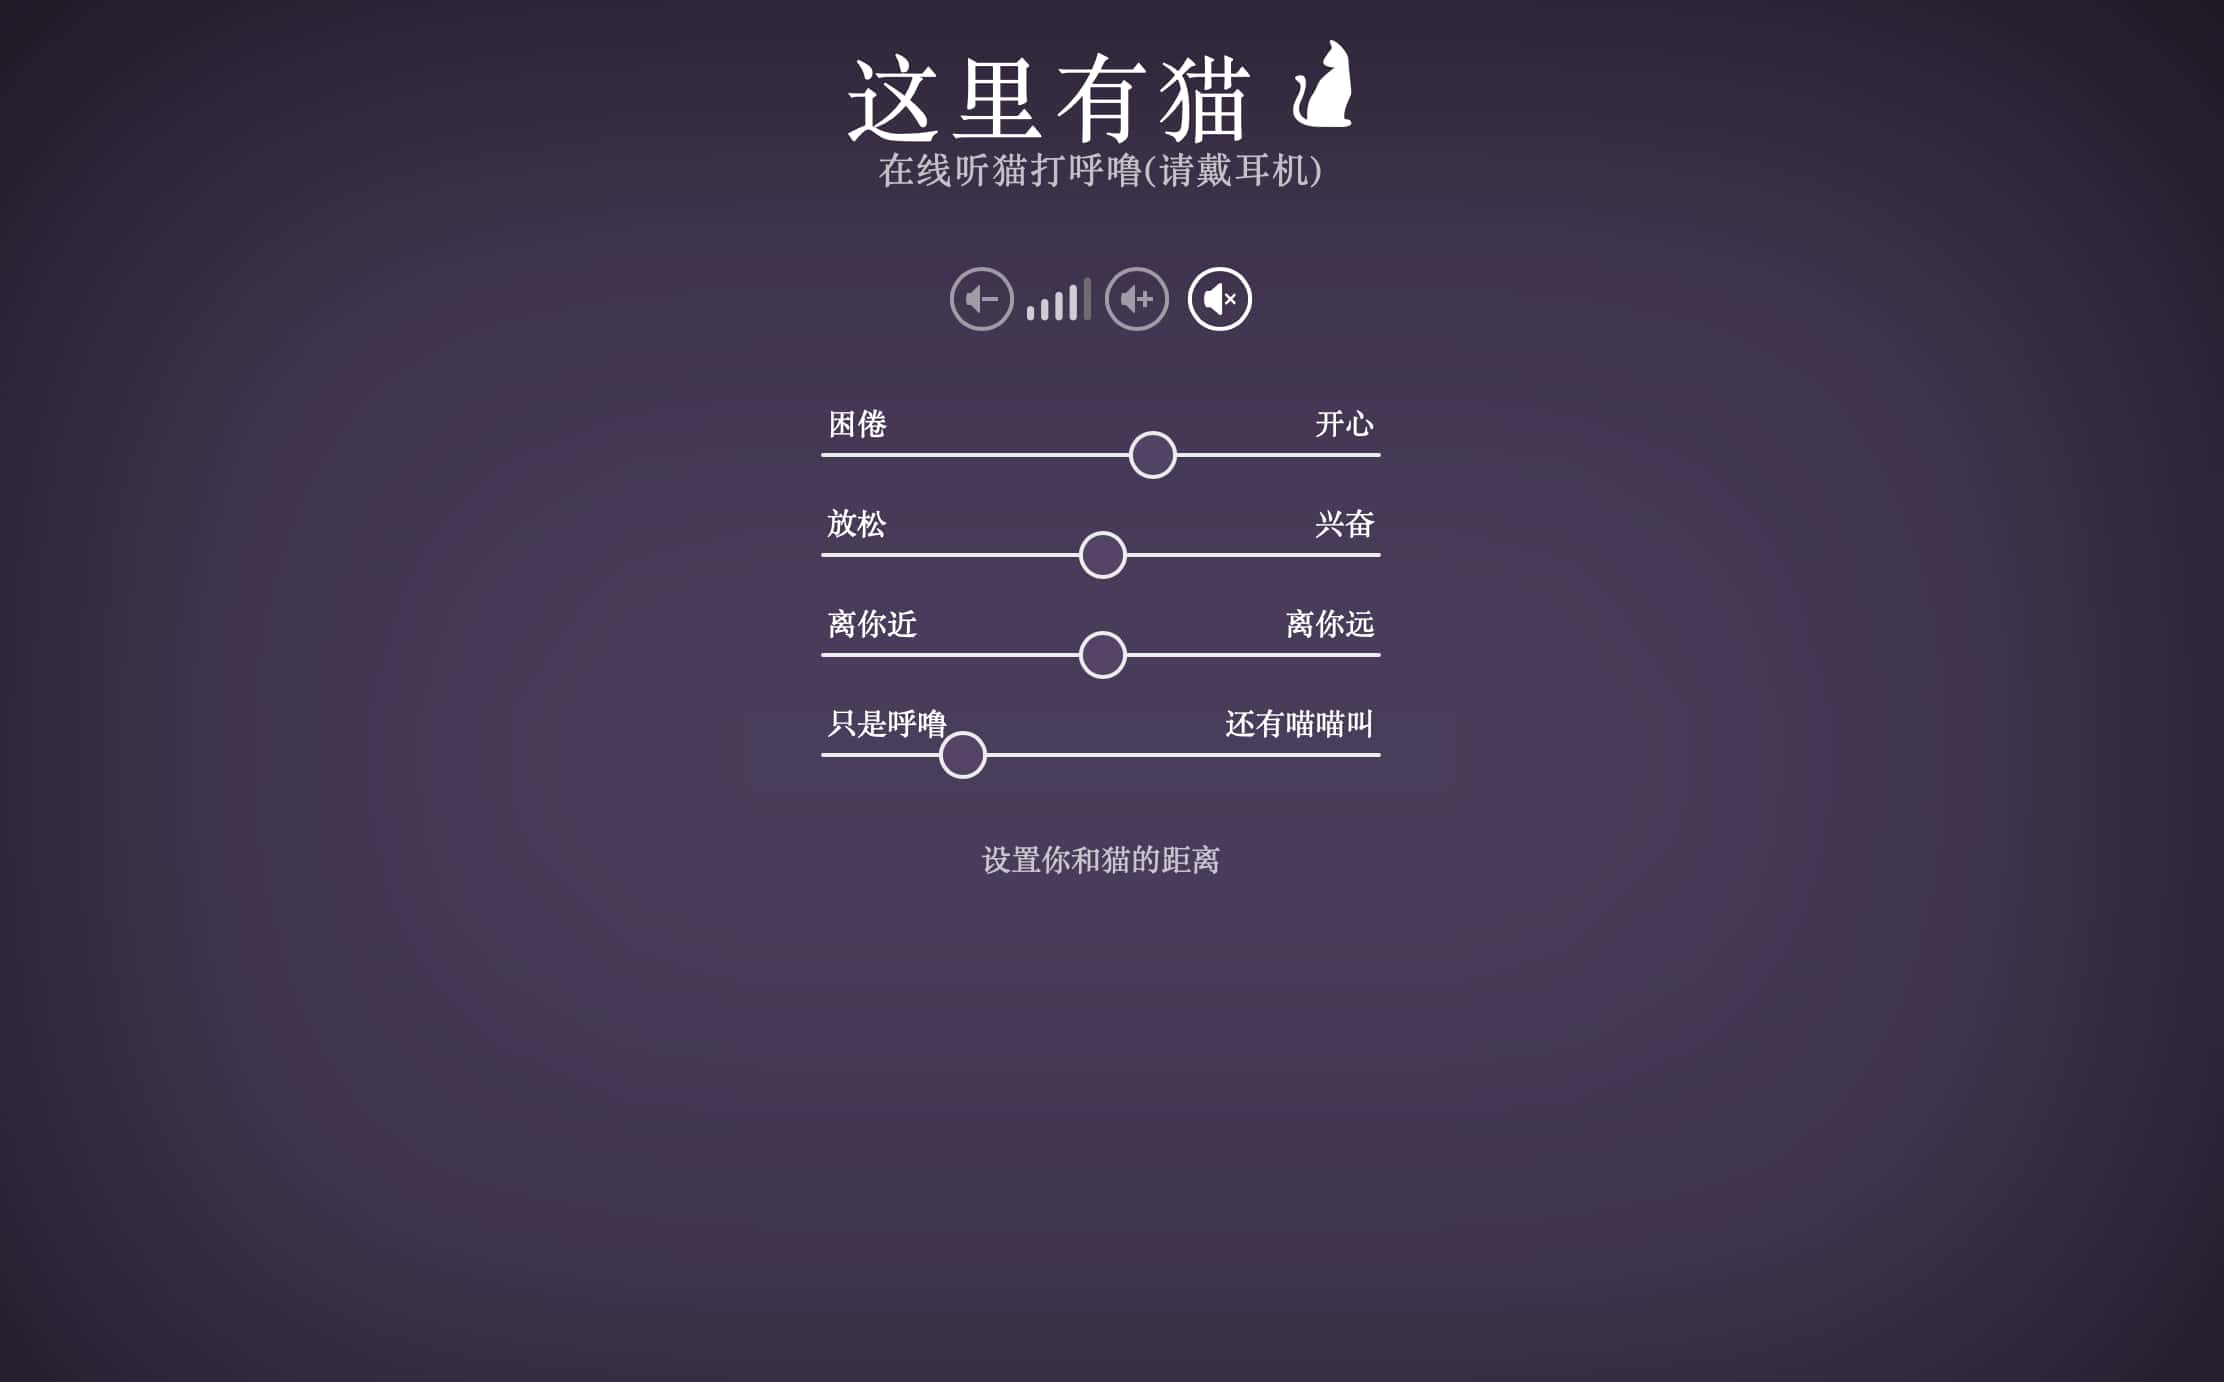 这里有猫
在线听猫打呼噜(请戴耳机)
困倦 开心
放松 兴奋
离你近 离你远
只是呼噜 还有喵喵叫
设置你和猫的距离